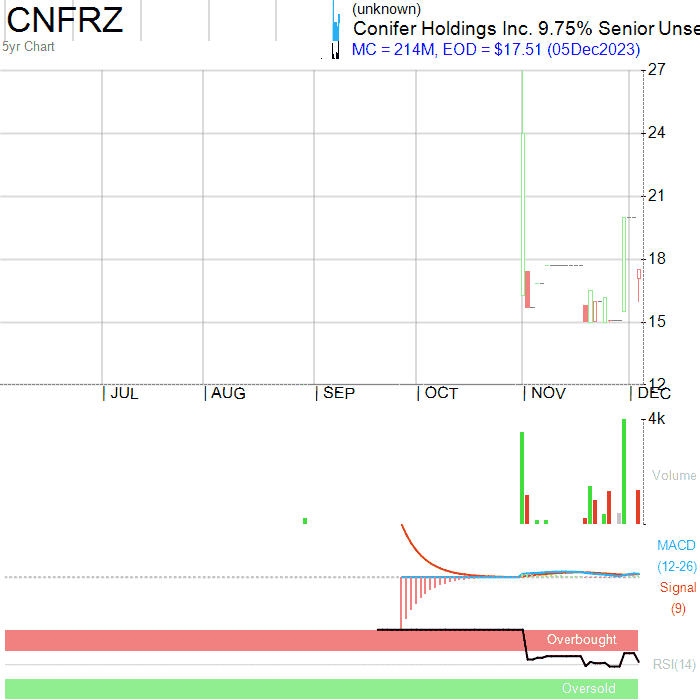 CNFRZ
(unknown)
Conifer Holdings Inc. 9.75% Senior Unse
5yr Chart
MC = 214M, EOD = $17.51 (05Dec2023)
27
24
21
18
15
12
JUL AUG SEP OCT NOV DEC
4k
Volume
MACD
(12-26)
Signal
(9)
Overbought
RSI(14)
Oversold